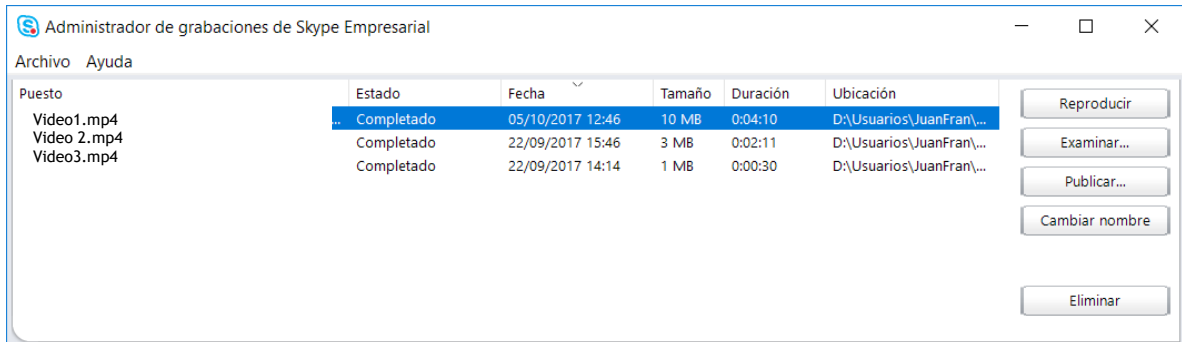 Administrador de grabaciones de Skype Empresarial
Archivo Ayuda
Puesto Estado Fecha Tamaño Duración Ubicación
Video1.mp4 ... Completado 05/10/2017 12:46 10 MB 0:04:10 D:\Usuarios\JuanFran\...
Video 2.mp4 Completado 22/09/2017 15:46 3 MB 0:02:11 D:\Usuarios\JuanFran\...
Video3.mp4 Completado 22/09/2017 14:14 1 MB 0:00:30 D:\Usuarios\JuanFran\...
Reproducir
Examinar...
Publicar...
Cambiar nombre
Eliminar